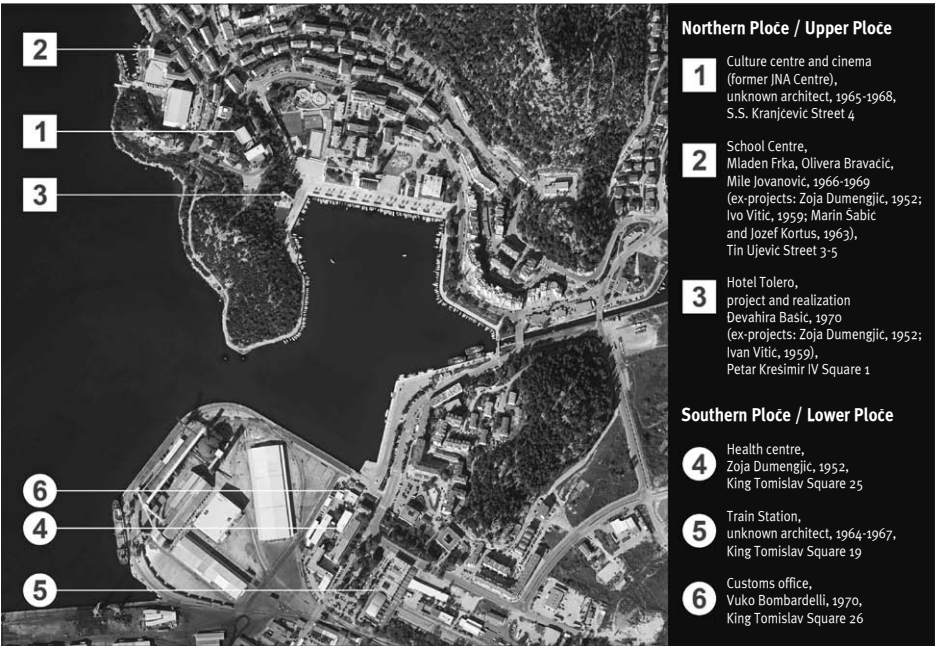 2
1
3
6
4
5
Northern Ploče / Upper Ploče
1
Culture centre and cinema
(former JNA Centre),
unknown architect, 1965-1968,
S.S. Kranjčević Street 4
2
School Centre,
Mladen Frka, Olivera Bravačić,
Mile Jovanović, 1966-1969
(ex-projects: Zoja Dumengjić, 1952;
Ivo Vitić, 1959; Marin Šabić
and Jozef Kortus, 1963),
Tin Ujević Street 3-5
3
Hotel Tolero,
project and realization
Đevahira Bašić, 1970
(ex-projects: Zoja Dumengjić, 1952;
Ivan Vitić, 1959),
Petar Krešimir IV Square 1
Southern Ploče / Lower Ploče
4
Health centre,
Zoja Dumengjić, 1952,
King Tomislav Square 25
5
Train Station,
unknown architect, 1964-1967,
King Tomislav Square 19
6
Customs office,
Vuko Bombardelli, 1970,
King Tomislav Square 26